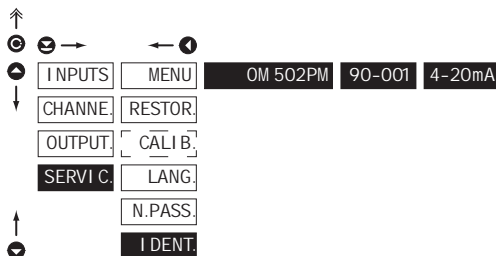 INPUTS MENU OM 502PM 90-001 4-20mA
CHANNE. RESTOR.
OUTPUT. CALIB.
SERVIC. LANG.
N.PASS.
IDENT.